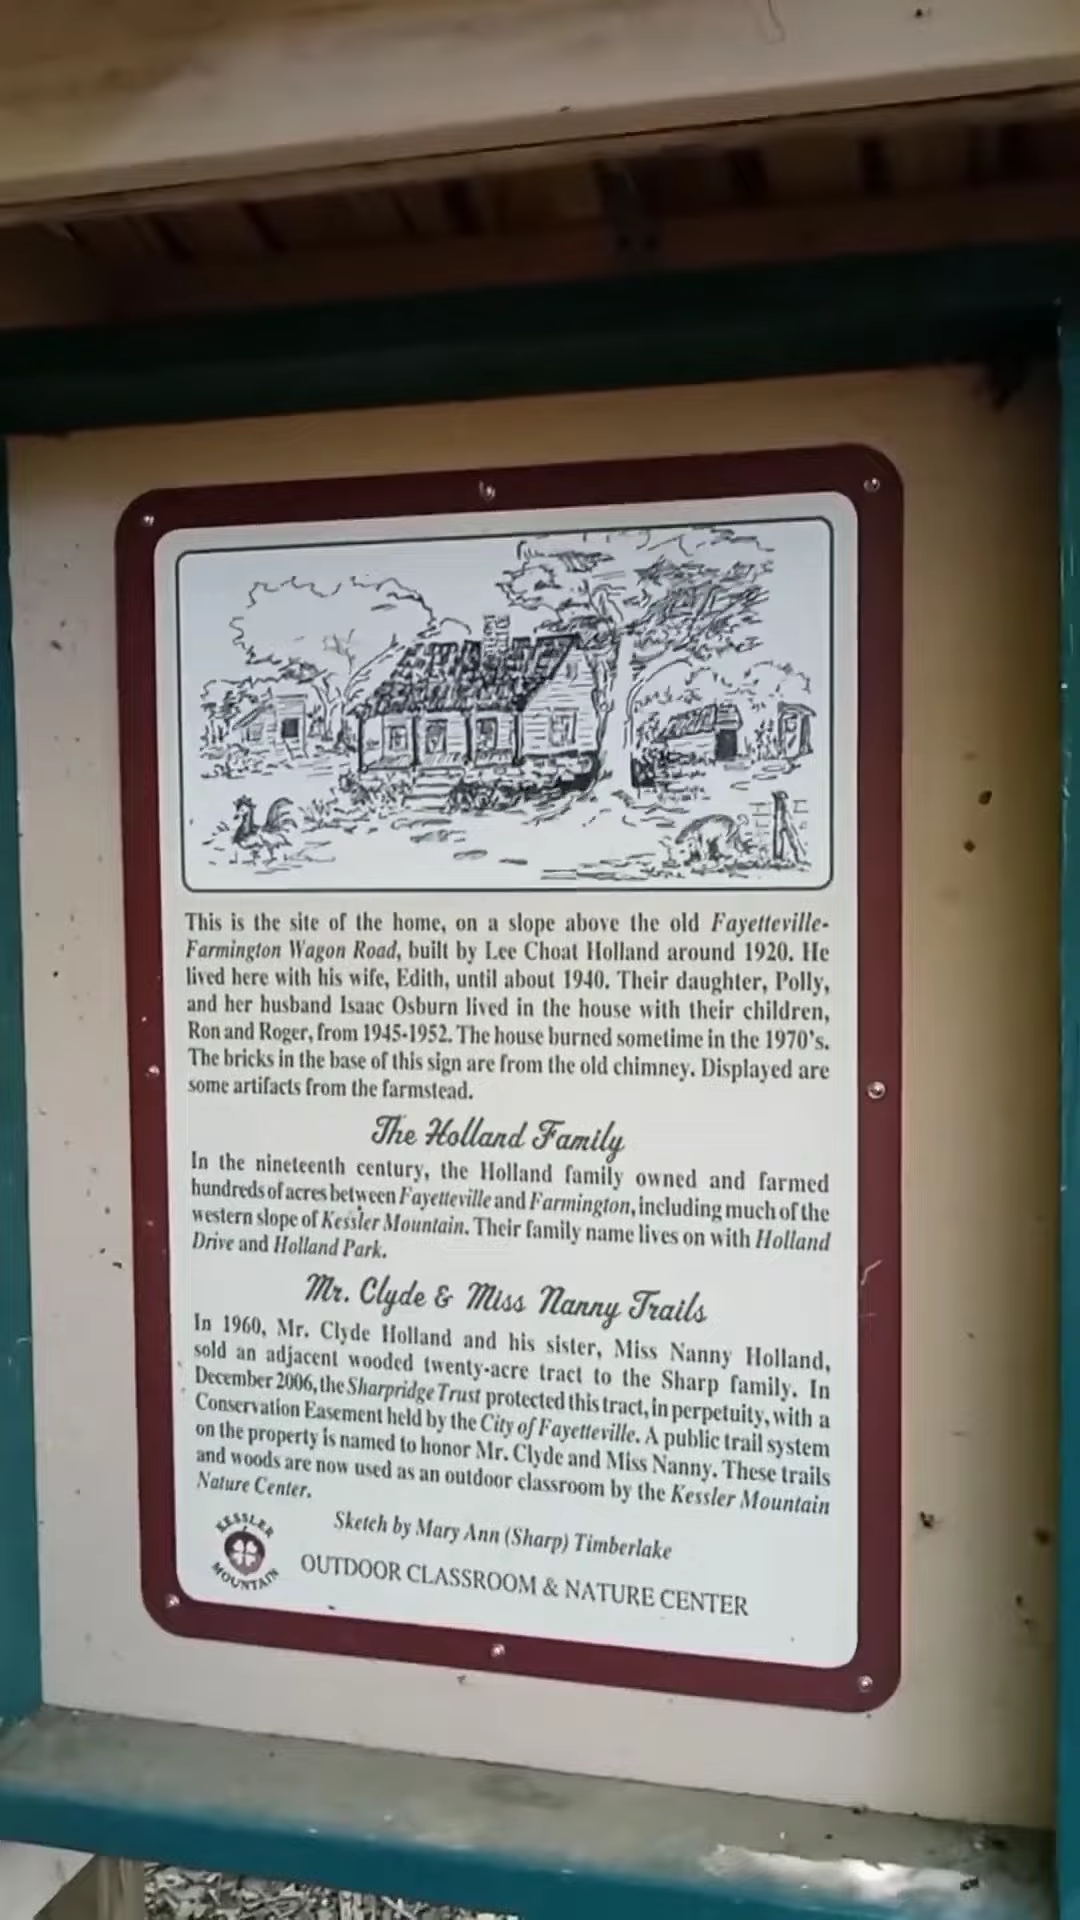 This is the site of the home, on a slope above the old Fayetteville-
Farmington Wagon Road, built by Lee Choat Holland around 1920. He
lived here with his wife, Edith, until about 1940. Their daughter, Polly,
and her husband Isaac Osburn lived in the house with their children,
Ron and Roger, from 1945-1952. The house burned sometime in the 1970's.
The bricks in the base of this sign are from the old chimney. Displayed are
some artifacts from the farmstead.
The Holland Family
In the nineteenth century, the Holland family owned and farmed
hundreds of acres between Fayetteville and Farmington, including much of the
western slope of Kessler Mountain. Their family name lives on with Holland
Drive and Holland Park.
Mr. Clyde & Miss Nanny Trails
In 1960, Mr. Clyde Holland and his sister, Miss Nanny Holland,
sold an adjacent wooded twenty-acre tract to the Sharp family. In
December 2006, the Sharpridge Trust protected this tract, in perpetuity, with a
Conservation Easement held by the City of Fayetteville. A public trail system
on the property is named to honor Mr. Clyde and Miss Nanny. These trails
and woods are now used as an outdoor classroom by the Kessler Mountain
Nature Center.
Sketch by Mary Ann (Sharp) Timberlake
KESSLER
MOUNTAIN
OUTDOOR CLASSROOM & NATURE CENTER